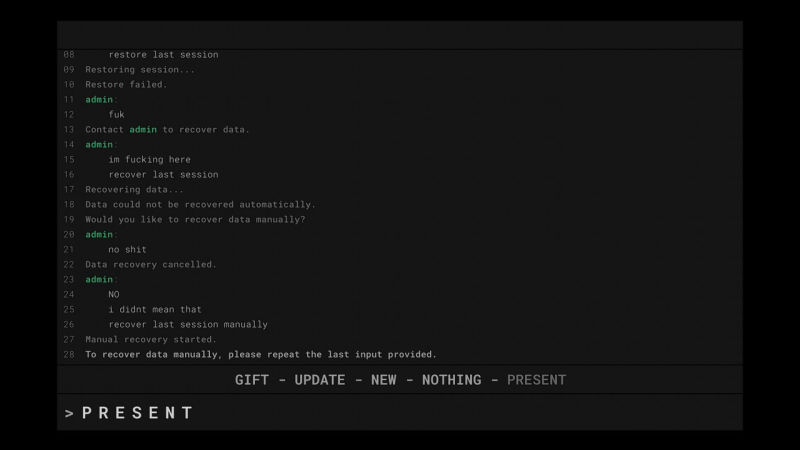 08 restore last session
09 Restoring session...
10 Restore failed.
11 admin:
12 fuk
13 Contact admin to recover data.
14 admin:
15 im fucking here
16 recover last session
17 Recovering data...
18 Data could not be recovered automatically.
19 Would you like to recover data manually?
20 admin:
21 no shit
22 Data recovery cancelled.
23 admin:
24 NO
25 i didnt mean that
26 recover last session manually
27 Manual recovery started.
28 To recover data manually, please repeat the last input provided.
GIFT - UPDATE - NEW - NOTHING - PRESENT
> PRESENT